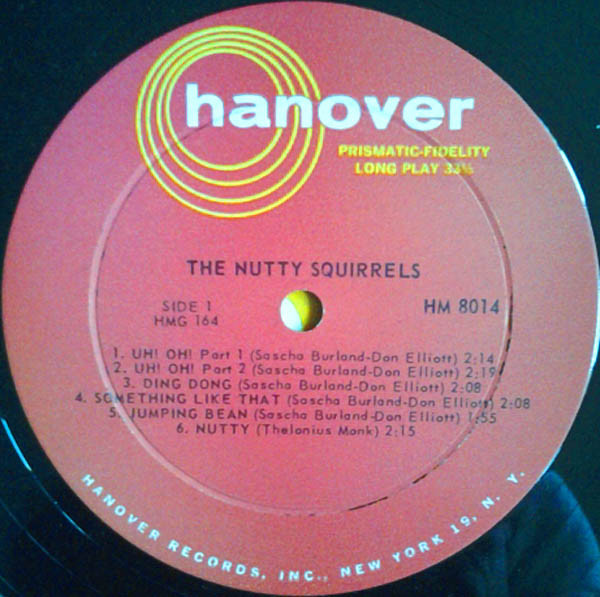 hanover
PRISMATIC-FIDELITY
LONG PLAY 33⅓
THE NUTTY SQUIRRELS
SIDE 1
HMG 164
HM 8014
1. UH! OH! Part 1 (Sascha Burland-Don Elliott) 2:14
2. UH! OH! Part 2 (Sascha Burland-Don Elliott) 2:19
3. DING DONG (Sascha Burland-Don Elliott) 2:08
4. SOMETHING LIKE THAT (Sascha Burland-Don Elliott) 2:08
5. JUMPING BEAN (Sascha Burland-Don Elliott) 1:55
6. NUTTY (Thelonius Monk) 2:15
HANOVER RECORDS, INC., NEW YORK 19, N. Y.